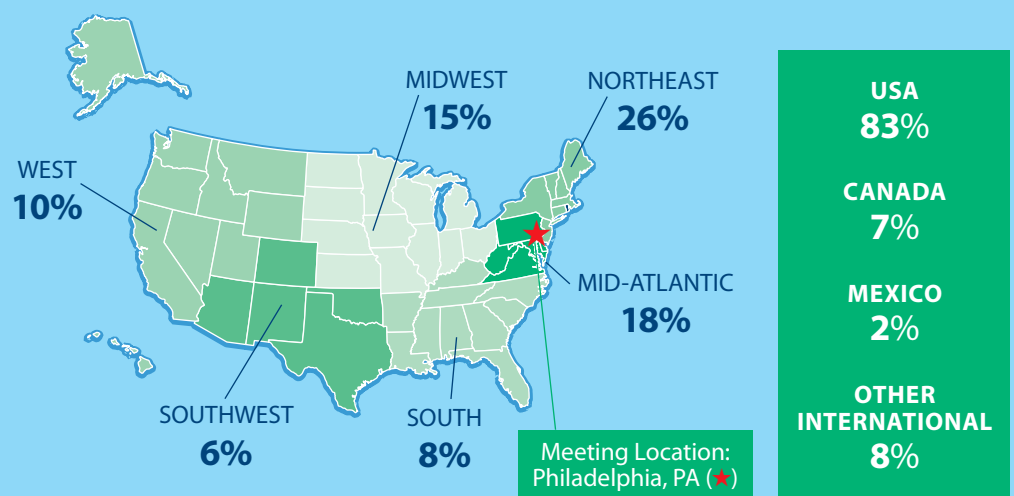 MIDWEST
15%
NORTHEAST
26%
WEST
10%
MID-ATLANTIC
18%
SOUTHWEST
6%
SOUTH
8%
Meeting Location:
Philadelphia, PA (★)
USA
83%
CANADA
7%
MEXICO
2%
OTHER
INTERNATIONAL
8%